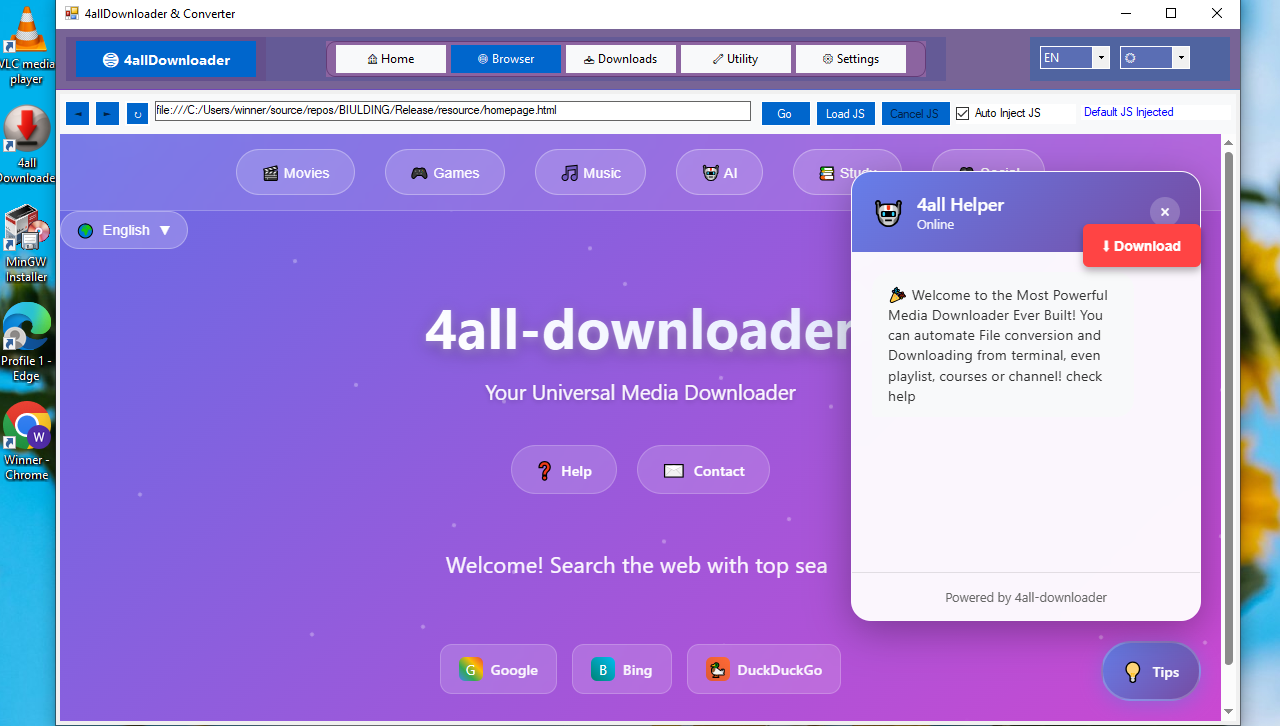 4allDownloader & Converter
VLC media
player
4all
Downloade
MinGW
Installer
Profile 1 -
Edge
W
Winner -
Chrome
4allDownloader
Home
Browser
Downloads
Utility
Settings
EN
file:///C:/Users/winner/source/repos/BIULDING/Release/resource/homepage.html
Go
Load JS
Cancel JS
Auto Inject JS
Default JS Injected
Movies
Games
Music
AI
Study
Social
English ▼
4all Helper
Online
×
⬇ Download
Welcome to the Most Powerful
Media Downloader Ever Built! You
can automate File conversion and
Downloading from terminal, even
playlist, courses or channel! check
help
Powered by 4all-downloader
4all-downloader
Your Universal Media Downloader
Help
Contact
Welcome! Search the web with top sea
G Google
B Bing
DuckDuckGo
Tips